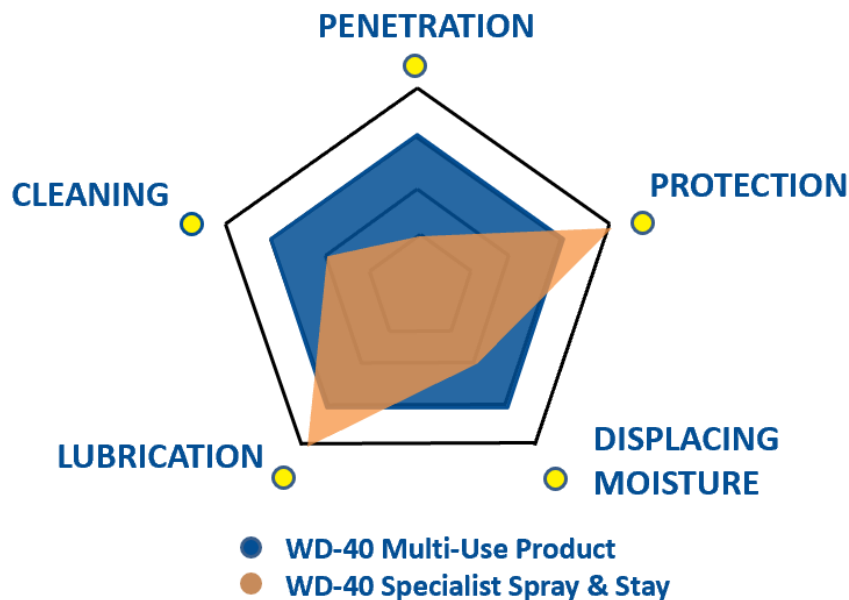 PENETRATION
CLEANING
PROTECTION
LUBRICATION
DISPLACING
MOISTURE
WD-40 Multi-Use Product
WD-40 Specialist Spray & Stay